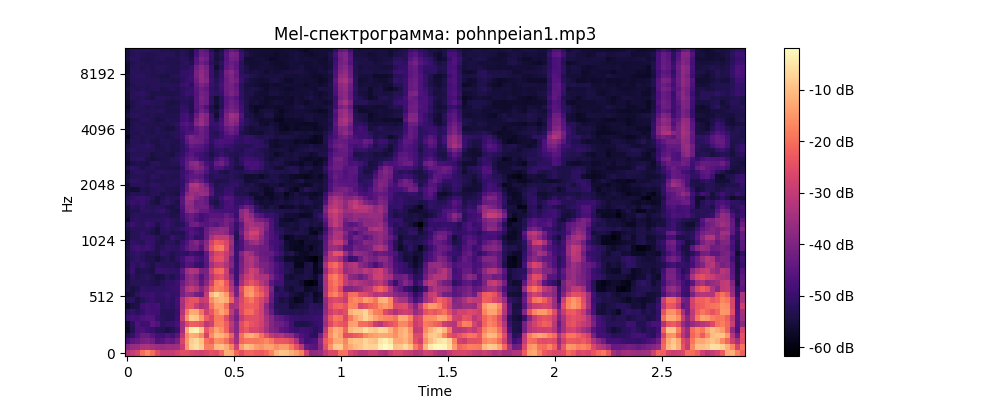 Mel-спектрограмма: pohnpeian1.mp3
Hz
8192
4096
2048
1024
512
0
0 0.5 1 1.5 2 2.5
Time
-10 dB
-20 dB
-30 dB
-40 dB
-50 dB
-60 dB